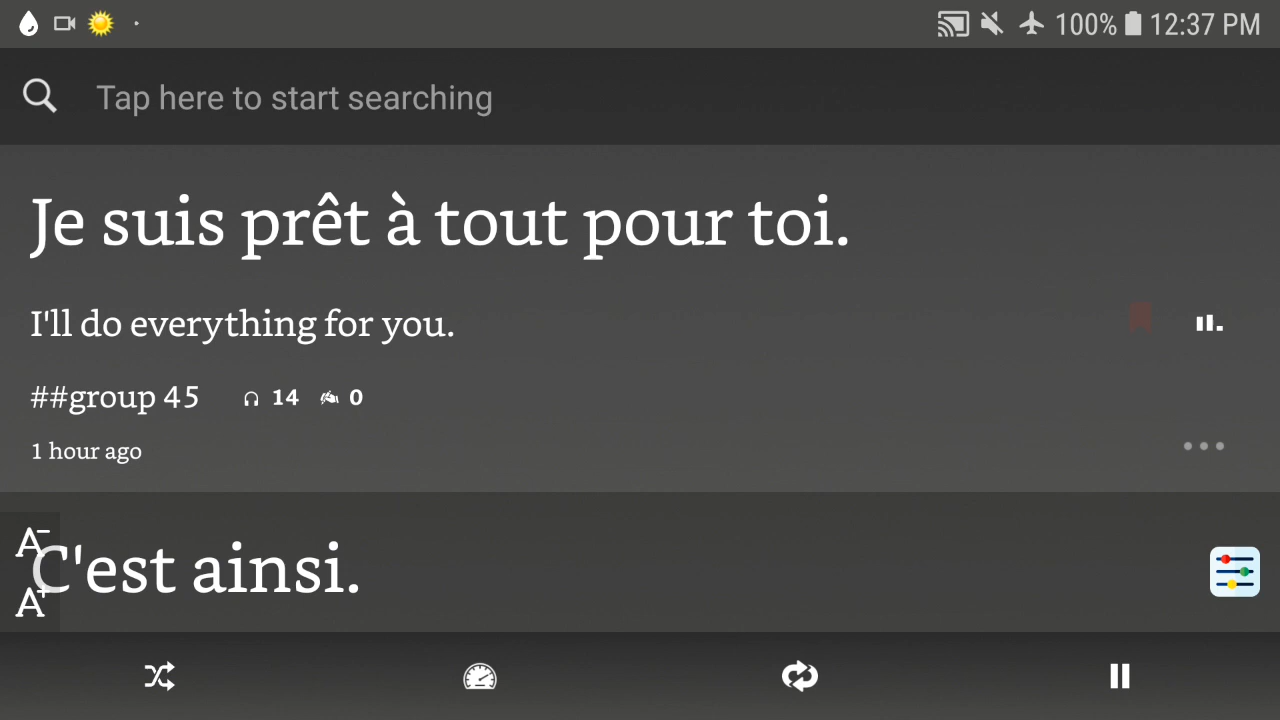 100% 12:37 PM
Tap here to start searching
Je suis prêt à tout pour toi.
I'll do everything for you.
##group 45 14 0
1 hour ago
A-
C'est ainsi.
A+